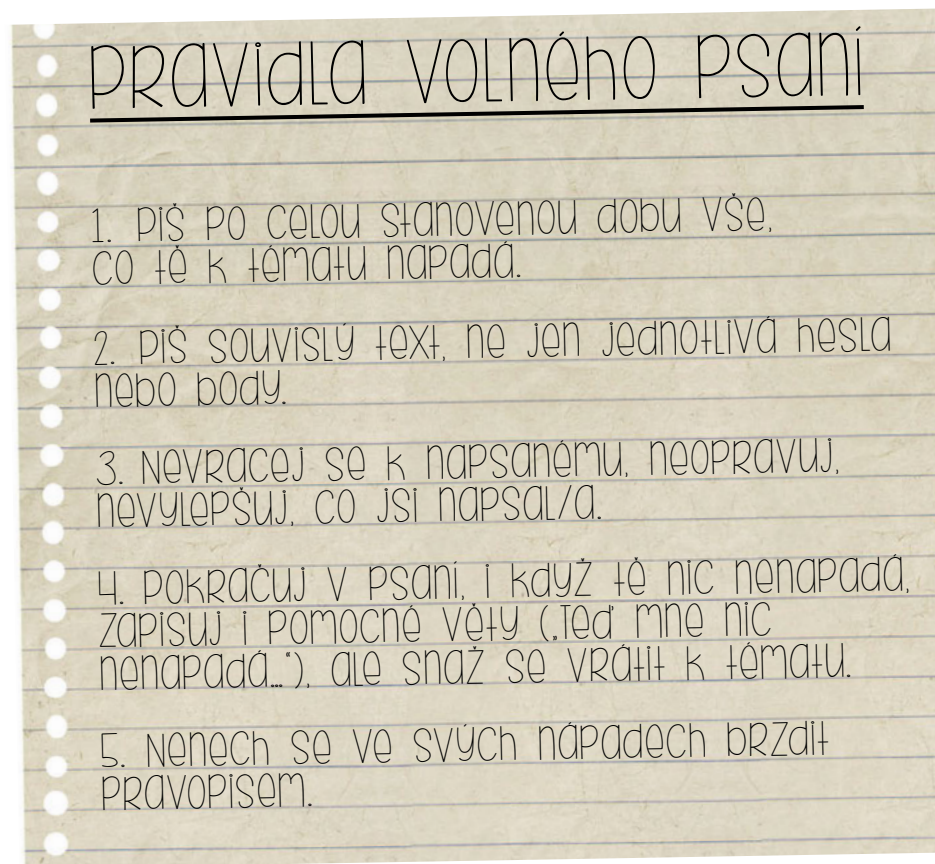 Pravidla volného psaní
1. Piš po celou stanovenou dobu vše,
co tě k tématu napadá.
2. Piš souvislý text, ne jen jednotlivá hesla
nebo body.
3. Nevracej se k napsanému, neopravuj,
nevylepšuj, co jsi napsal/a.
4. Pokračuj v psaní, i když tě nic nenapadá,
zapisuj i pomocné věty („Teď mne nic
nenapadá…“), ale snaž se vrátit k tématu.
5. Nenech se ve svých nápadech brzdit
pravopisem.